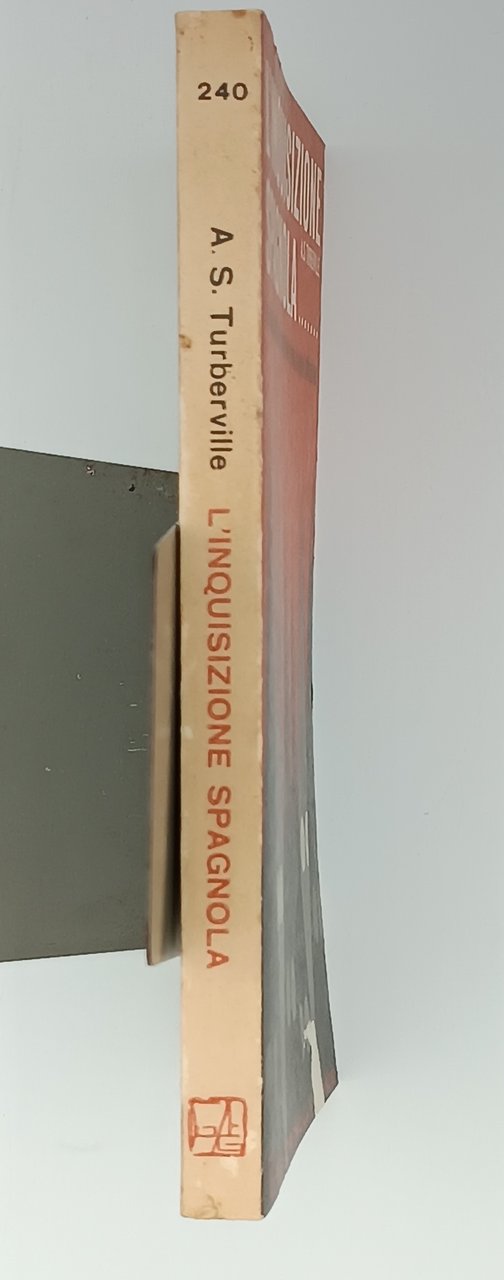 240
A. S. Turberville L'INQUISIZIONE SPAGNOLA